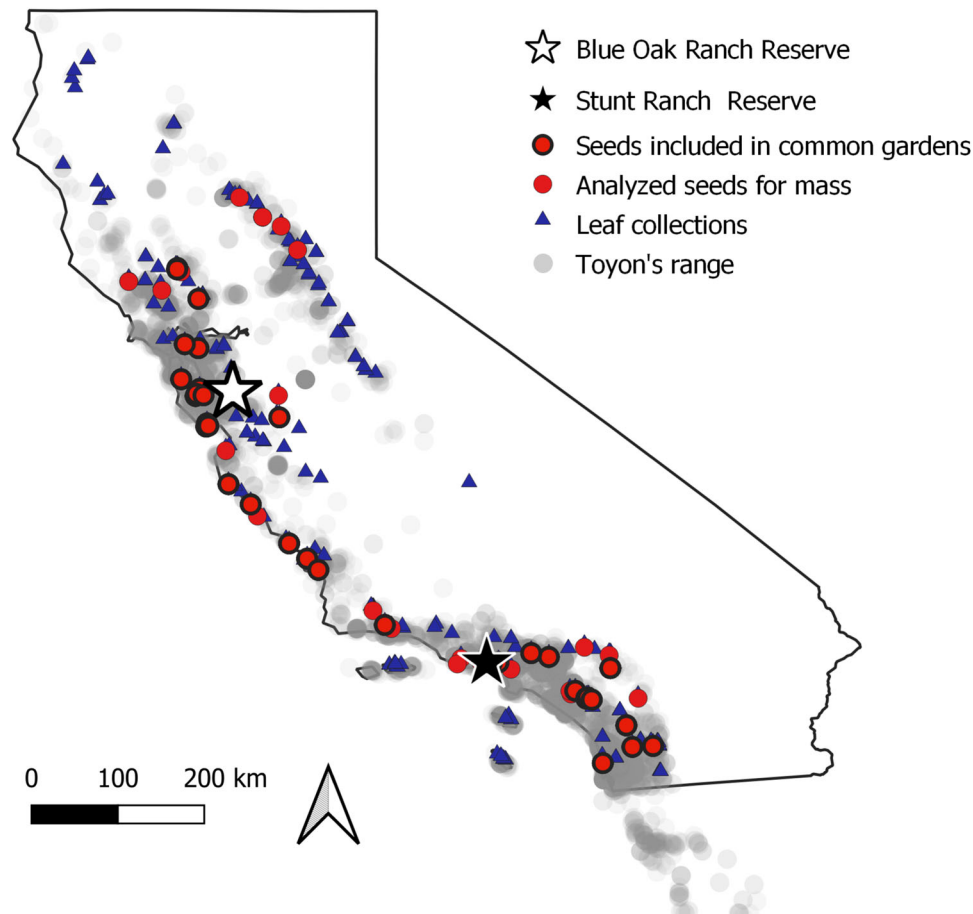 Blue Oak Ranch Reserve
Stunt Ranch Reserve
Seeds included in common gardens
Analyzed seeds for mass
Leaf collections
Toyon's range
0 100 200 km